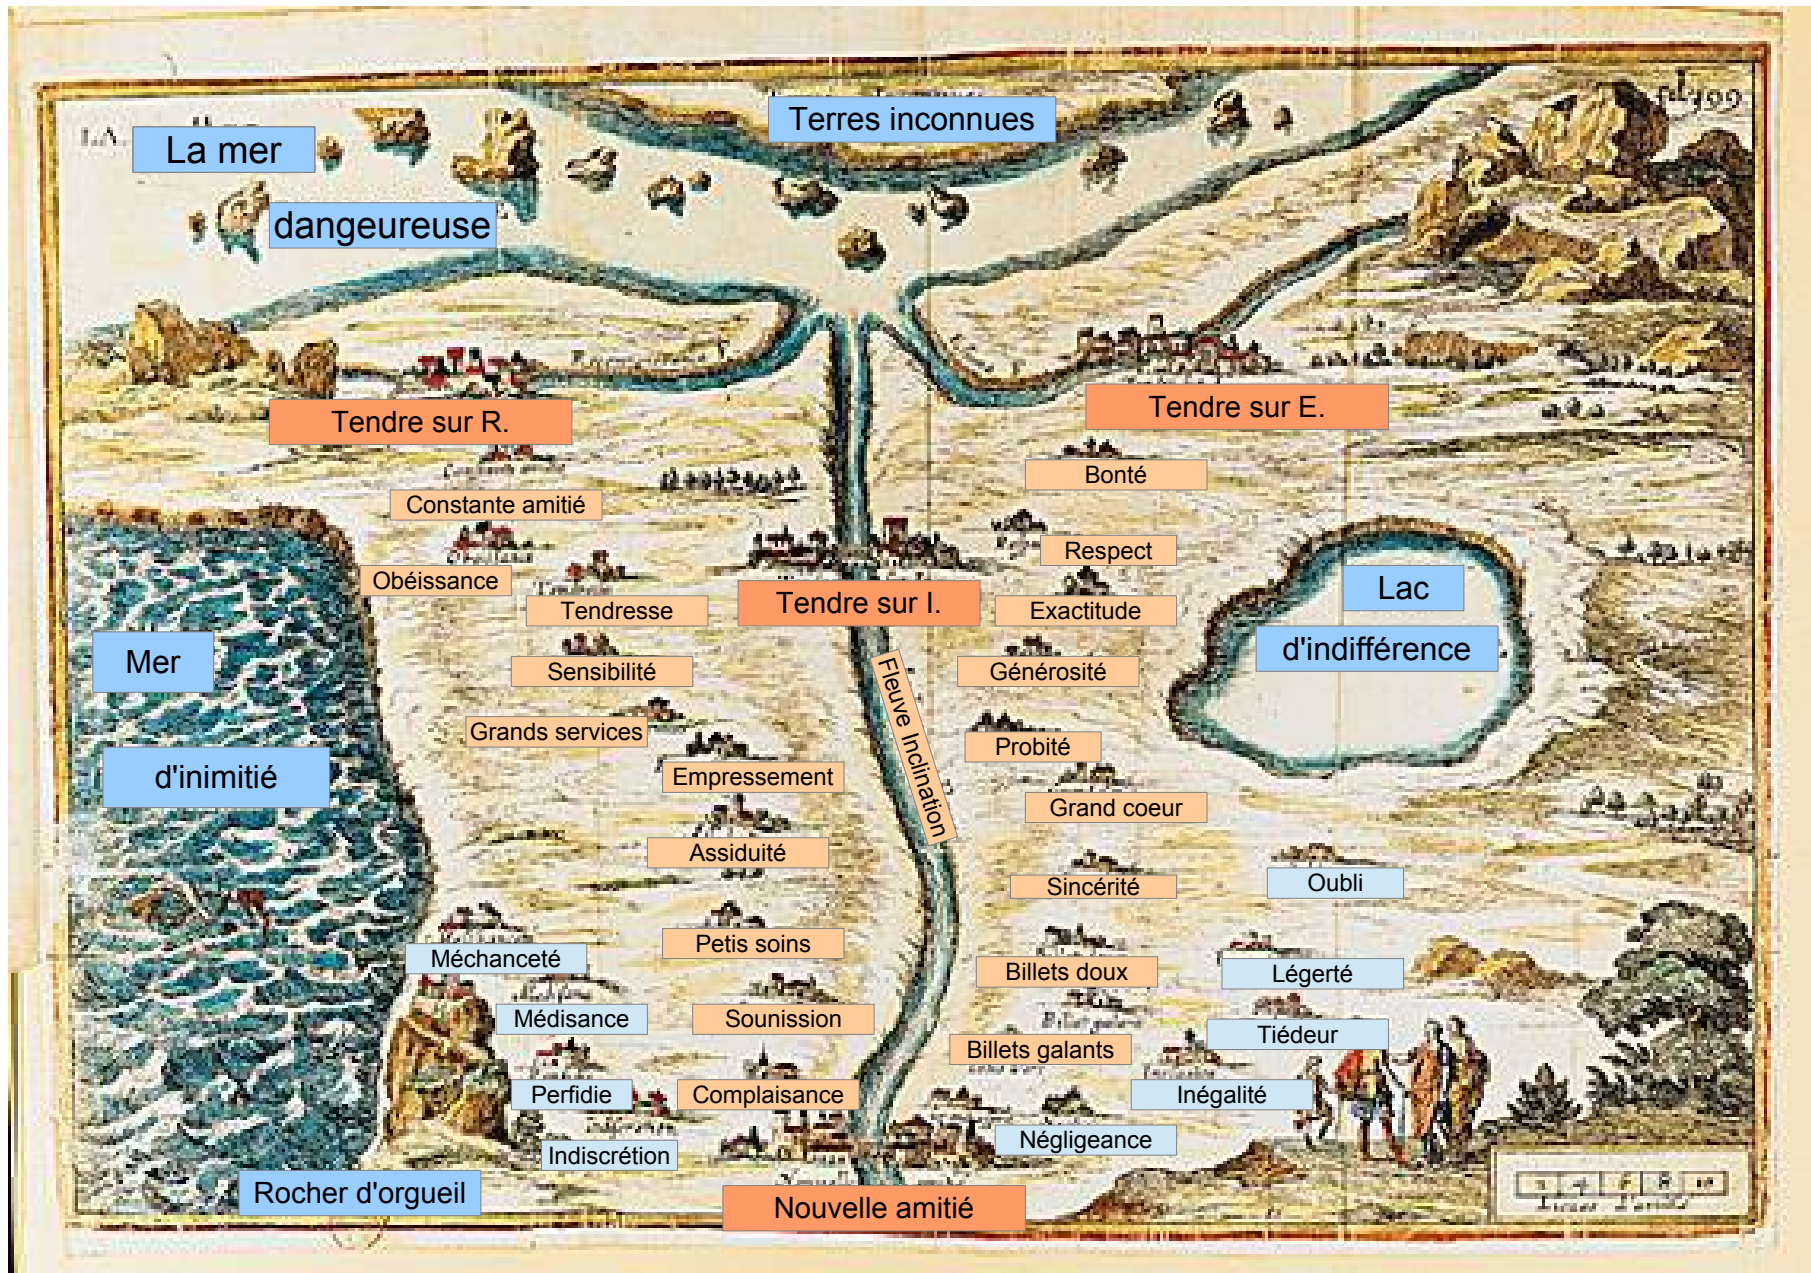 Terres inconnues
La mer
dangeureuse
Tendre sur R.
Tendre sur E.
Bonté
Constante amitié
Respect
Obéissance
Tendresse
Tendre sur I.
Exactitude
Lac
d'indifférence
Mer
d'inimitié
Sensibilité
Générosité
Fleuve Inclination
Grands services
Probité
Empressement
Grand coeur
Assiduité
Sincérité
Oubli
Petis soins
Méchanceté
Billets doux
Légerté
Médisance
Sounission
Tiédeur
Billets galants
Perfidie
Complaisance
Inégalité
Négligeance
Indiscrétion
Rocher d'orgueil
Nouvelle amitié